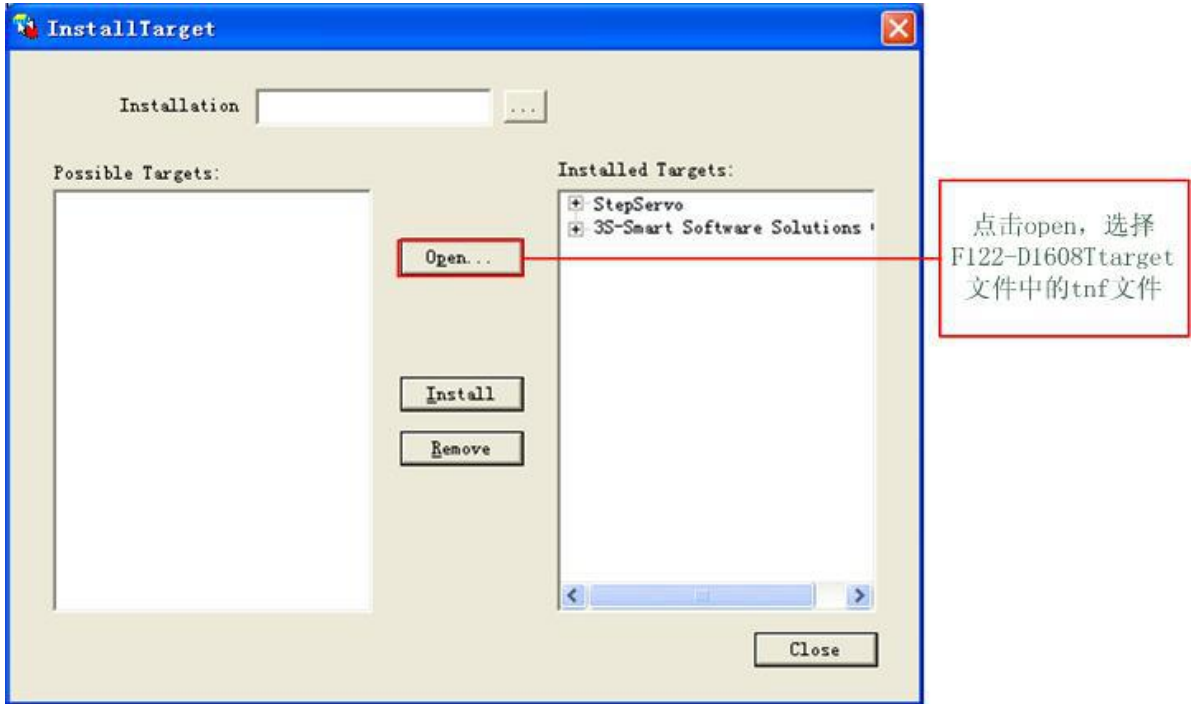 InstallTarget
Installation
...
Possible Targets:
Installed Targets:
StepServo
3S-Smart Software Solutions
Open...
点击open，选择
F122-D1608Ttarget
文件中的tnf文件
Install
Remove
Close